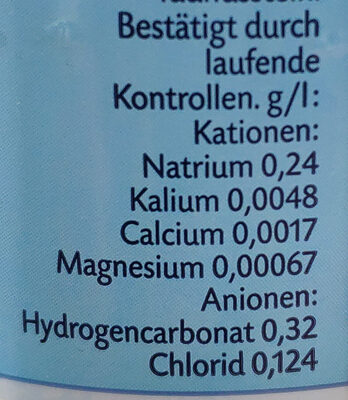 Bestätigt durch
laufende
Kontrollen. g/l:
Kationen:
Natrium 0,24
Kalium 0,0048
Calcium 0,0017
Magnesium 0,00067
Anionen:
Hydrogencarbonat 0,32
Chlorid 0,124